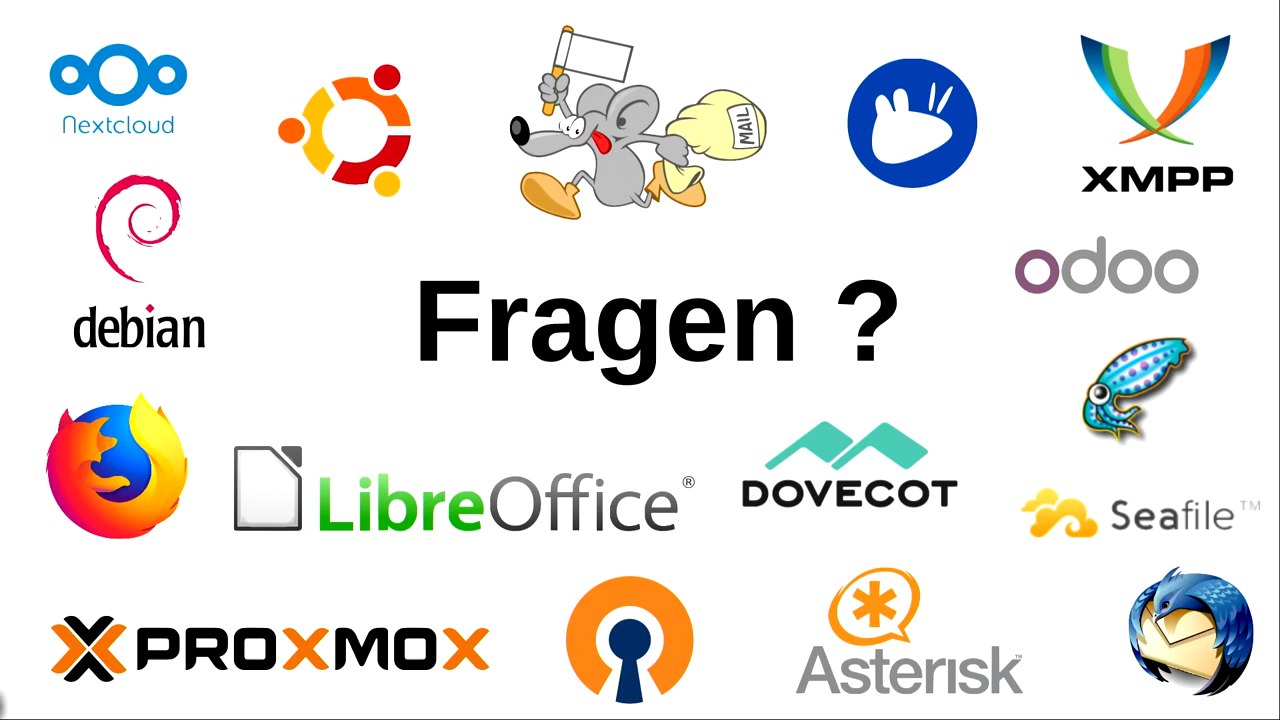 Nextcloud
MAIL
XMPP
debian
odoo
Fragen ?
LibreOffice®
DOVECOT
Seafile™
PROXMOX
Asterisk™